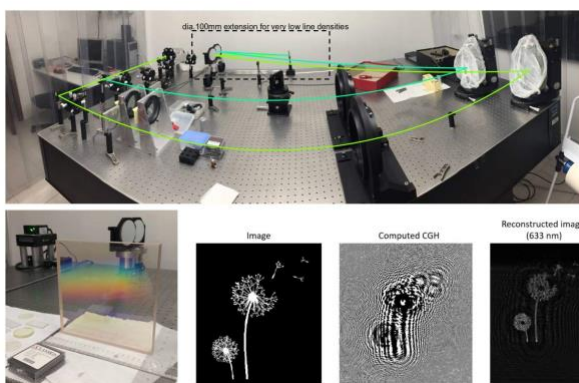 dia 100mm extension for very low line densities
Image
Computed CGH
Reconstructed image
(633 nm)